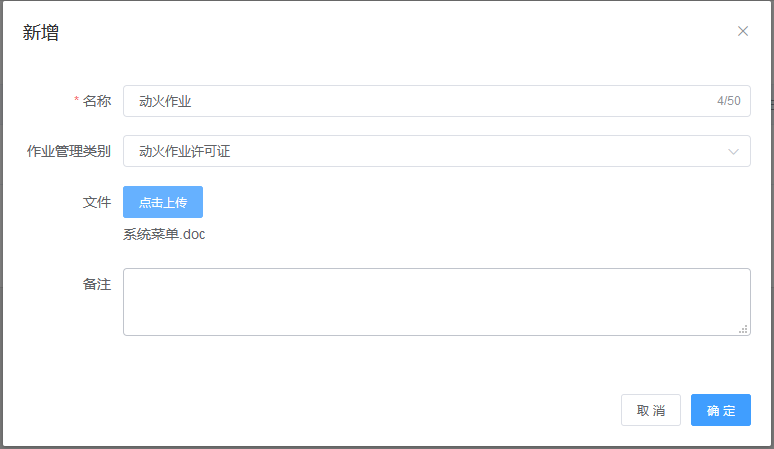 新增
* 名称 动火作业 4/50
作业管理类别 动火作业许可证
文件 点击上传
系统菜单.doc
备注
取消 确定